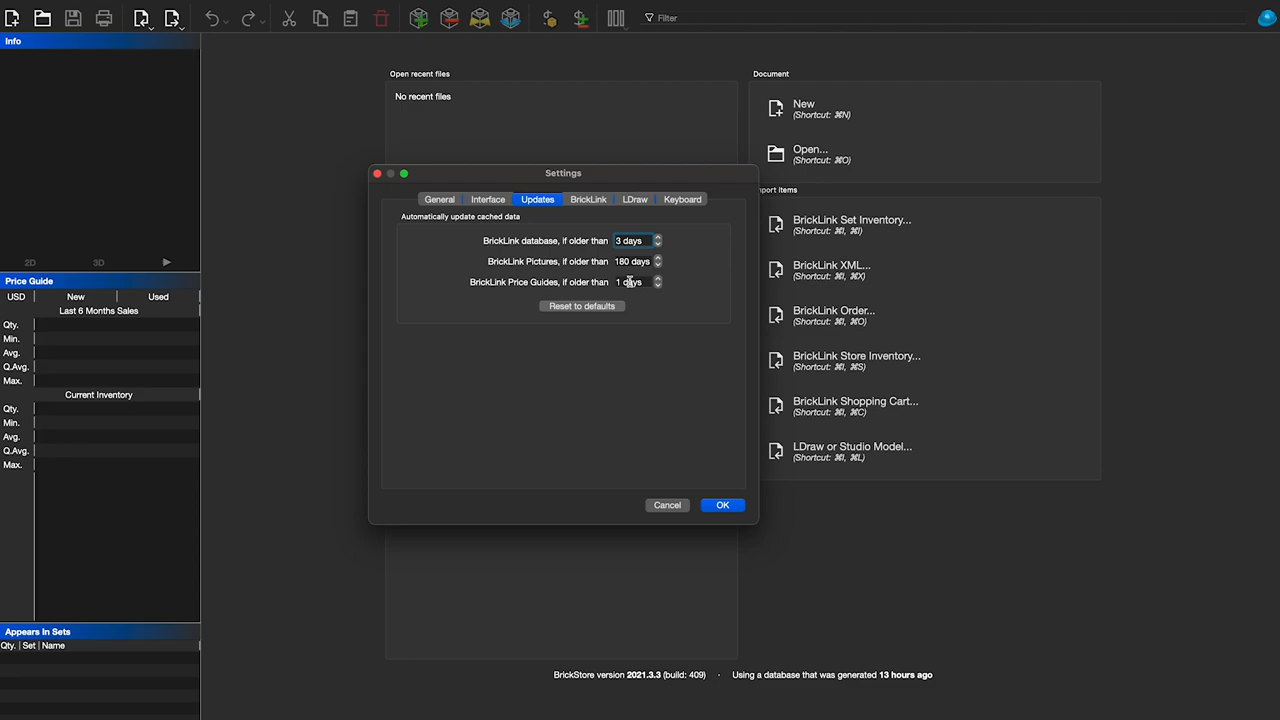 Filter
Info
2D 3D
Price Guide
USD New Used
Last 6 Months Sales
Qty.
Min.
Avg.
Q.Avg.
Max.
Current Inventory
Qty.
Min.
Avg.
Q.Avg.
Max.
Appears In Sets
Qty. Set Name
Open recent files
No recent files
Document
New
(Shortcut: ⌘N)
Open...
(Shortcut: ⌘O)
port items
BrickLink Set Inventory...
(Shortcut: ⌘I, ⌘I)
BrickLink XML...
(Shortcut: ⌘I, ⌘X)
BrickLink Order...
(Shortcut: ⌘I, ⌘O)
BrickLink Store Inventory...
(Shortcut: ⌘I, ⌘S)
BrickLink Shopping Cart...
(Shortcut: ⌘I, ⌘C)
LDraw or Studio Model...
(Shortcut: ⌘I, ⌘L)
Settings
General Interface Updates BrickLink LDraw Keyboard
Automatically update cached data
BrickLink database, if older than 3 days
BrickLink Pictures, if older than 180 days
BrickLink Price Guides, if older than 1 days
Reset to defaults
Cancel OK
BrickStore version 2021.3.3 (build: 409) · Using a database that was generated 13 hours ago